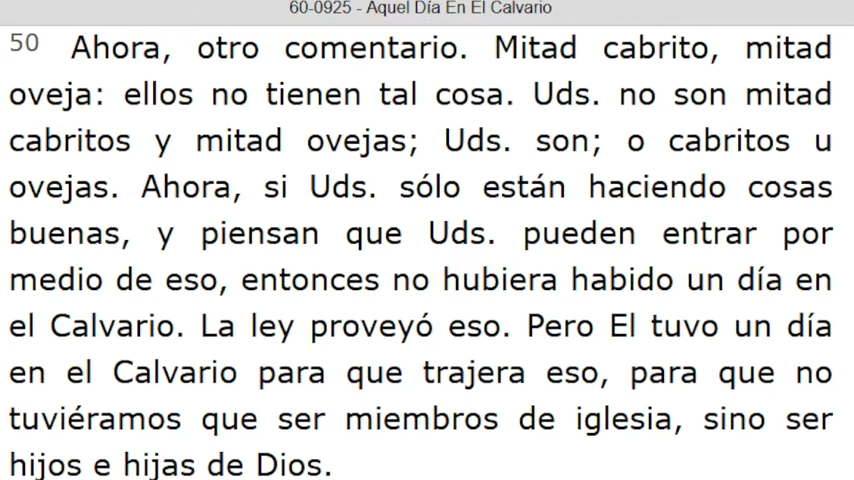 60-0925 - Aquel Día En El Calvario
50 Ahora, otro comentario. Mitad cabrito, mitad
oveja: ellos no tienen tal cosa. Uds. no son mitad
cabritos y mitad ovejas; Uds. son; o cabritos u
ovejas. Ahora, si Uds. sólo están haciendo cosas
buenas, y piensan que Uds. pueden entrar por
medio de eso, entonces no hubiera habido un día en
el Calvario. La ley proveyó eso. Pero El tuvo un día
en el Calvario para que trajera eso, para que no
tuviéramos que ser miembros de iglesia, sino ser
hijos e hijas de Dios.